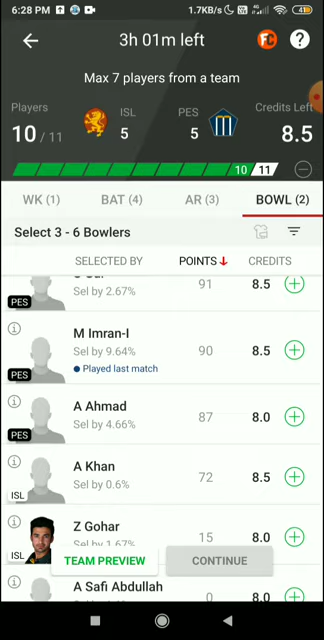 6:28 PM 1.7KB/s 41
3h 01m left
Max 7 players from a team
Players ISL PES Credits Left
10 / 11 5 5 8.5
10 11
WK (1) BAT (4) AR (3) BOWL (2)
Select 3 - 6 Bowlers
SELECTED BY POINTS CREDITS
PES Sel by 2.67% 91 8.5
M Imran-I
Sel by 9.64% 90 8.5
Played last match
PES
A Ahmad
Sel by 4.66% 87 8.0
PES
A Khan
Sel by 0.6% 72 8.5
ISL
Z Gohar
Sel by 1.67% 15 8.0
ISL
TEAM PREVIEW CONTINUE
A Safi Abdullah
0 8.0